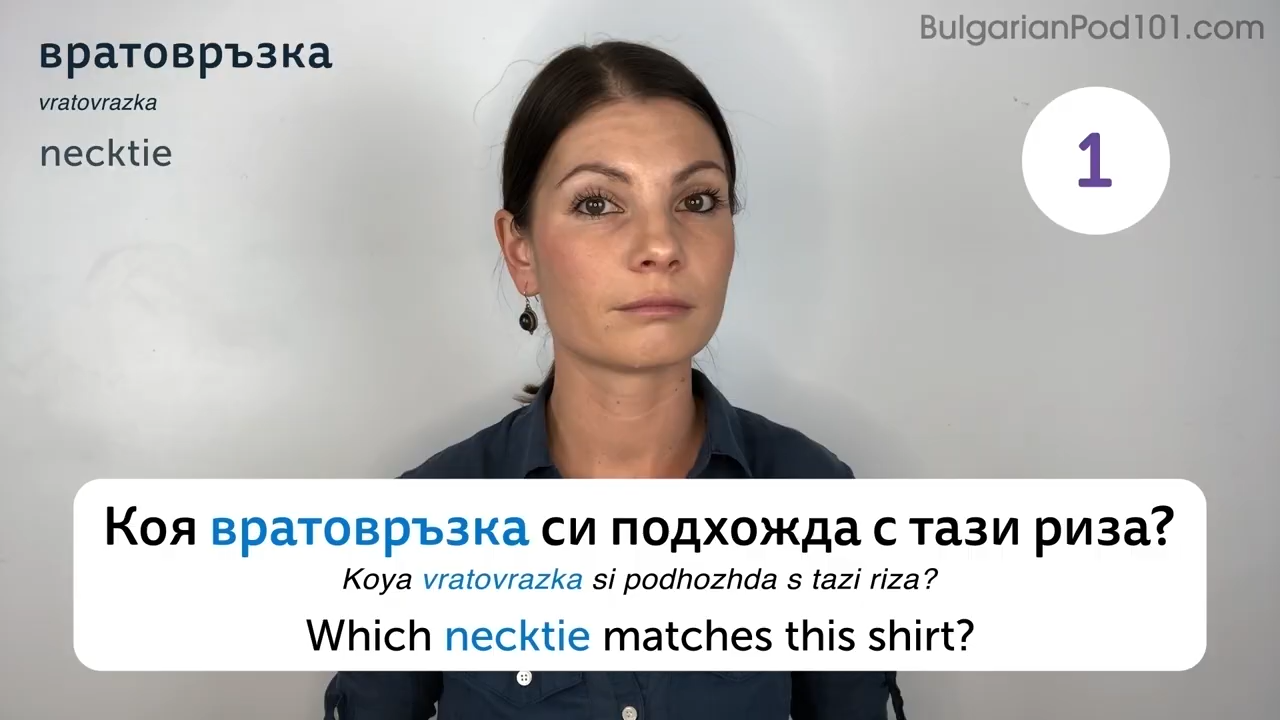 вратовръзка
vratovrazka
necktie
BulgarianPod101.com
1
Коя вратовръзка си подхожда с тази риза?
Koya vratovrazka si podhozhda s tazi riza?
Which necktie matches this shirt?